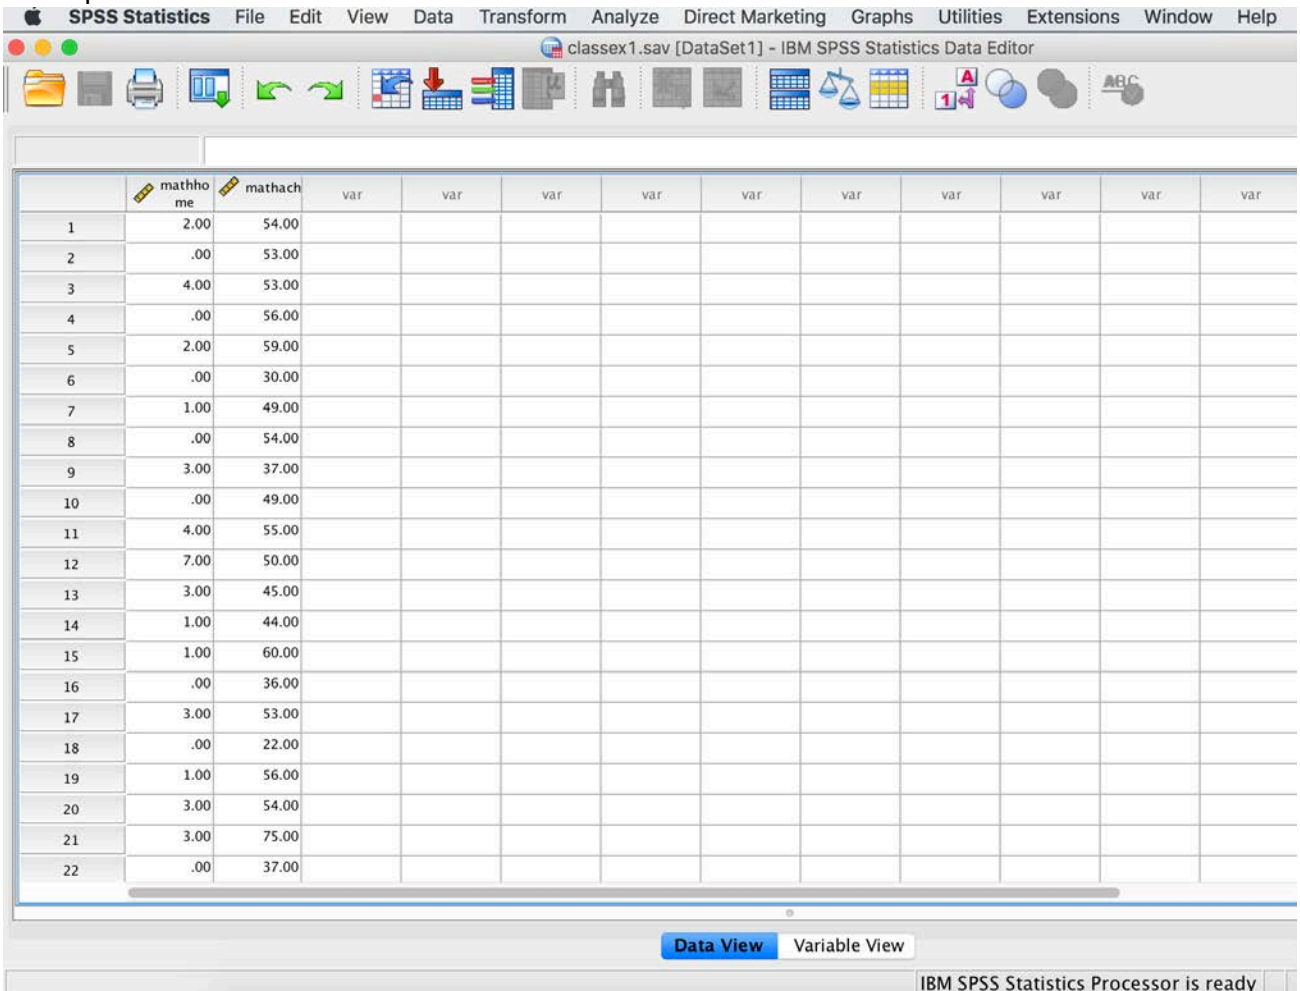 SPSS Statistics File Edit View Data Transform Analyze Direct Marketing Graphs Utilities Extensions Window Help
classex1.sav [DataSet1] - IBM SPSS Statistics Data Editor
A
1
ABC
mathho
me mathach var var var var var var var var var var
1 2.00 54.00
2 .00 53.00
3 4.00 53.00
4 .00 56.00
5 2.00 59.00
6 .00 30.00
7 1.00 49.00
8 .00 54.00
9 3.00 37.00
10 .00 49.00
11 4.00 55.00
12 7.00 50.00
13 3.00 45.00
14 1.00 44.00
15 1.00 60.00
16 .00 36.00
17 3.00 53.00
18 .00 22.00
19 1.00 56.00
20 3.00 54.00
21 3.00 75.00
22 .00 37.00
Data View Variable View
IBM SPSS Statistics Processor is ready